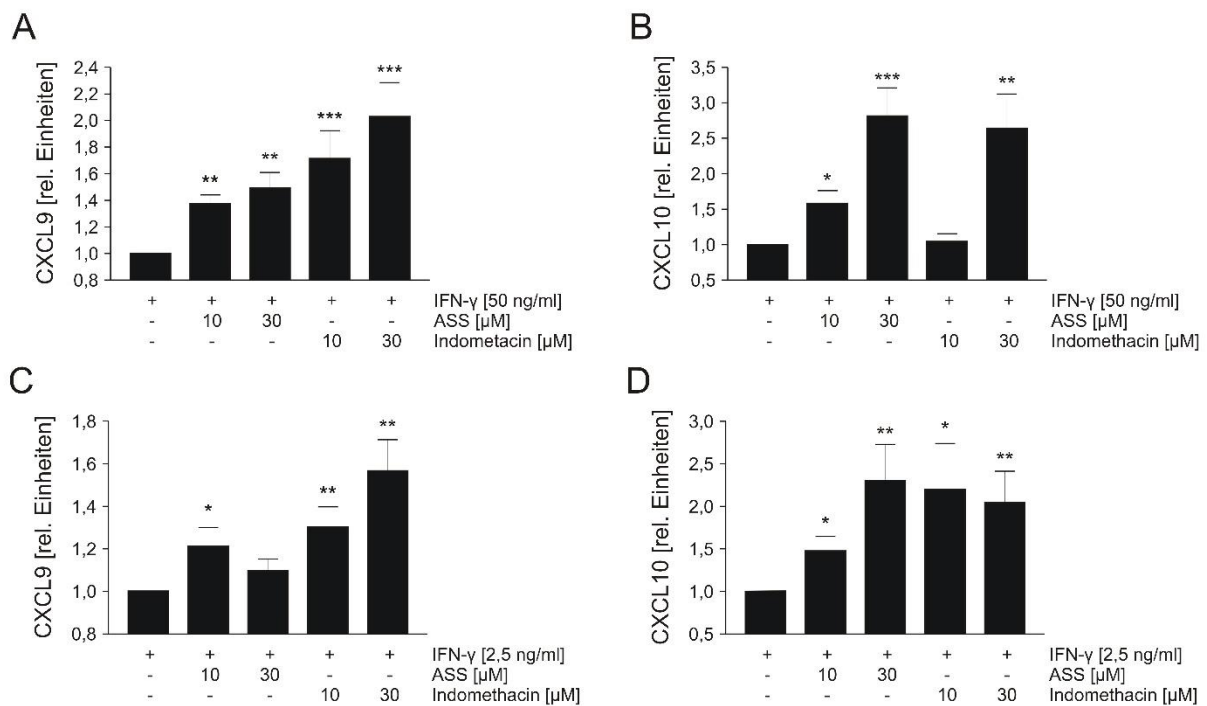 A
CXCL9 [rel. Einheiten]
2,4
2,2
2,0
1,8
1,6
1,4
1,2
1,0
0,8
** ** *** ***
+ + + + + IFN-γ [50 ng/ml]
- 10 30 - - ASS [µM]
- - - 10 30 Indometacin [µM]
B
CXCL10 [rel. Einheiten]
3,5
3,0
2,5
2,0
1,5
1,0
0,5
* *** **
+ + + + + IFN-γ [50 ng/ml]
- 10 30 - - ASS [µM]
- - - 10 30 Indomethacin [µM]
C
CXCL9 [rel. Einheiten]
1,8
1,6
1,4
1,2
1,0
0,8
* ** **
+ + + + + IFN-γ [2,5 ng/ml]
- 10 30 - - ASS [µM]
- - - 10 30 Indomethacin [µM]
D
CXCL10 [rel. Einheiten]
3,0
2,5
2,0
1,5
1,0
0,5
* ** * **
+ + + + + IFN-γ [2,5 ng/ml]
- 10 30 - - ASS [µM]
- - - 10 30 Indomethacin [µM]